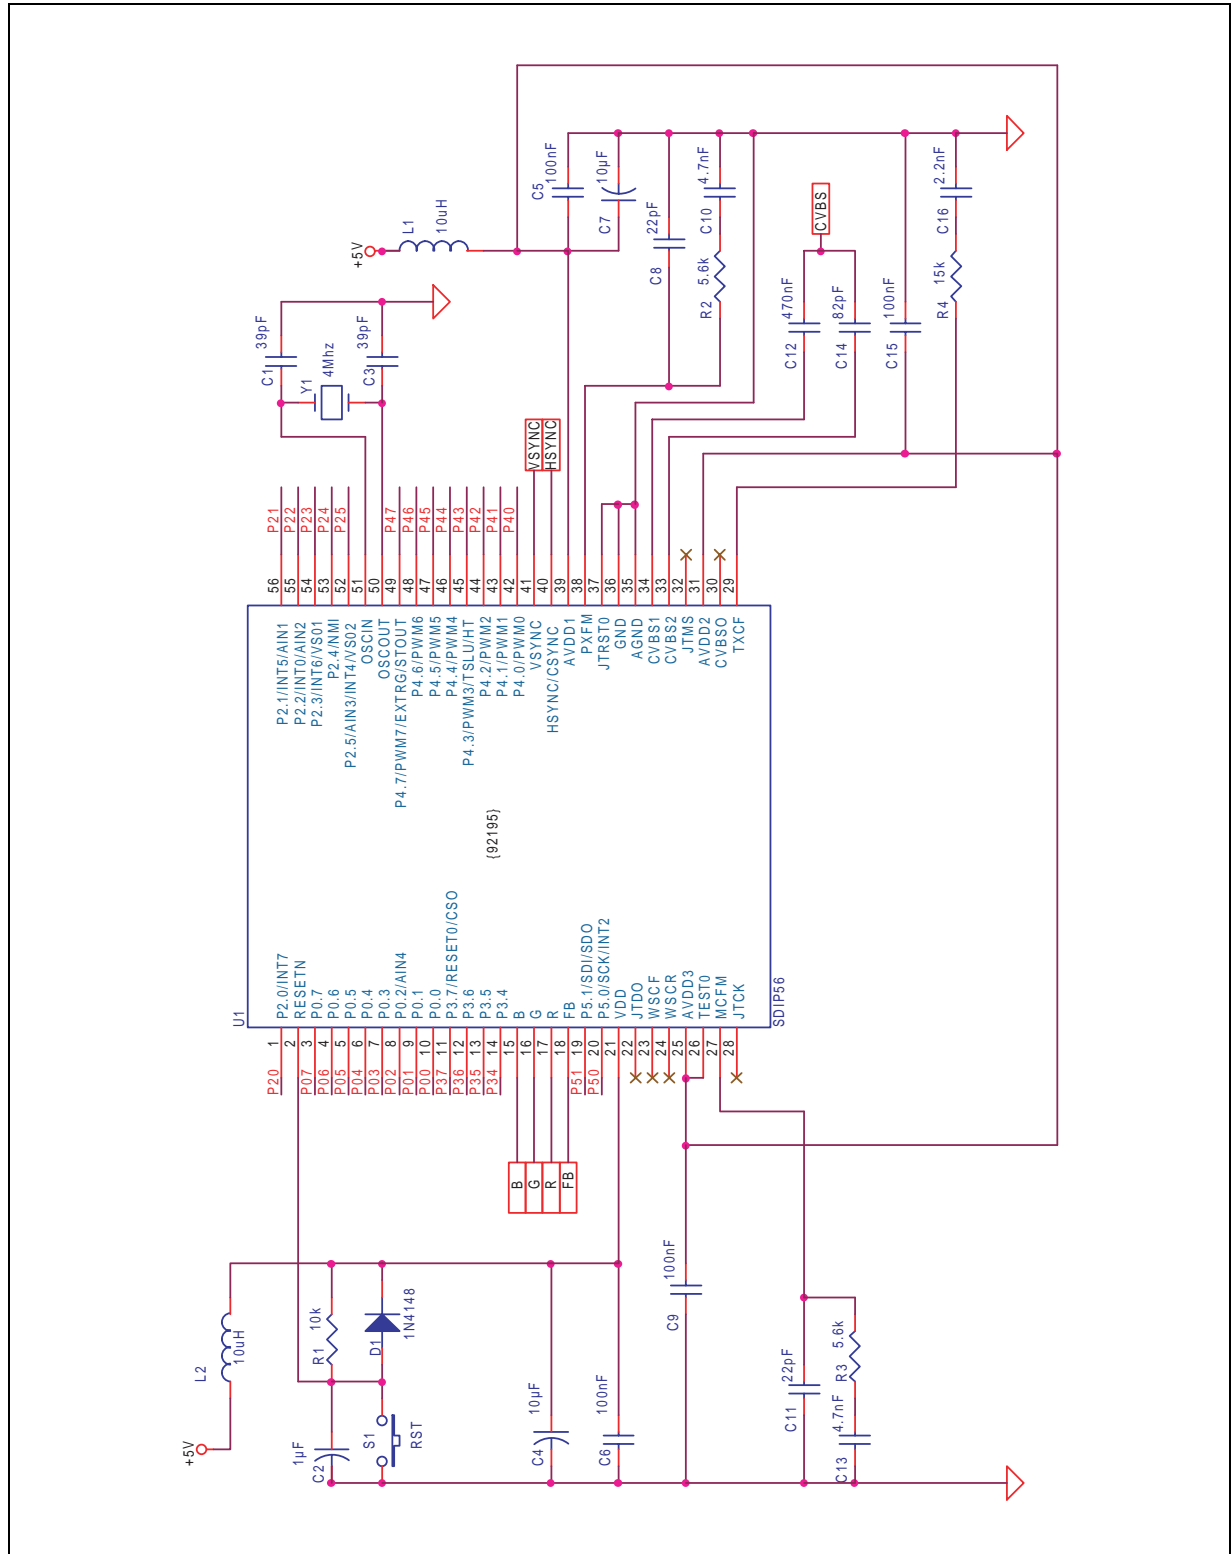 +5V
L1
10uH
C5
100nF
10µF
C7
22pF
C8
4.7nF
C10
5.6k
R2
CVBS
470nF
C12
82pF
C14
100nF
C15
2.2nF
C16
15k
R4
39pF
C1
Y1
4Mhz
39pF
C3
VSYNC
HSYNC
P21
P22
P23
P24
P25
P47
P46
P45
P44
P43
P42
P41
P40
56
55
54
53
52
51
50
49
48
47
46
45
44
43
42
41
40
39
38
37
36
35
34
33
32
31
30
29
P2.1/INT5/AIN1
P2.2/INT0/AIN2
P2.3/INT6/VS01
P2.4/NMI
P2.5/AIN3/INT4/VS02
OSCIN
OSCOUT
P4.7/PWM7/EXTRG/STOUT
P4.6/PWM6
P4.5/PWM5
P4.4/PWM4
P4.3/PWM3/TSLU/HT
P4.2/PWM2
P4.1/PWM1
P4.0/PWM0
VSYNC
HSYNC/CSYNC
AVDD1
PXFM
JTRST0
GND
AGND
CVBS1
CVBS2
JTMS
AVDD2
CVBSO
TXCF
{92195}
U1
SDIP56
P2.0/INT7
RESETN
P0.7
P0.6
P0.5
P0.4
P0.3
P0.2/AIN4
P0.1
P0.0
P3.7/RESET0/CSO
P3.6
P3.5
P3.4
B
G
R
FB
P5.1/SDI/SDO
P5.0/SCK/INT2
VDD
JTDO
WSCF
WSCR
AVDD3
TEST0
MCFM
JTCK
1
2
3
4
5
6
7
8
9
10
11
12
13
14
15
16
17
18
19
20
21
22
23
24
25
26
27
28
P20
P07
P06
P05
P04
P03
P02
P01
P00
P37
P36
P35
P34
P51
P50
B
G
R
FB
+5V
L2
10uH
10k
R1
D1
1N4148
1µF
C2
S1
RST
10µF
C4
100nF
C6
100nF
C9
22pF
C11
5.6k
R3
4.7nF
C13